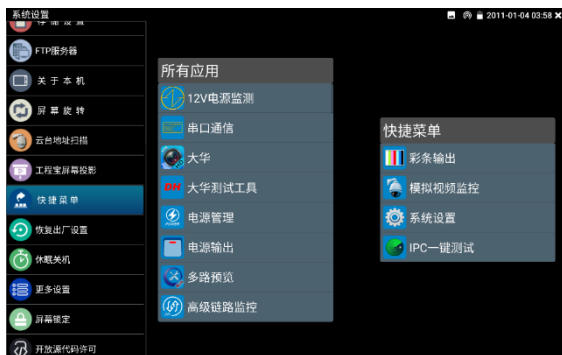 系统设置
2011-01-04 03:58
存储设置
FTP服务器
关于本机
屏幕旋转
云台地址扫描
工程宝屏幕投影
快捷菜单
恢复出厂设置
休眠关机
更多设置
屏幕锁定
开放源代码许可
所有应用
12V电源监测
串口通信
大华
DH 大华测试工具
电源管理
电源输出
多路预览
高级链路监控
快捷菜单
彩条输出
模拟视频监控
系统设置
IPC一键测试